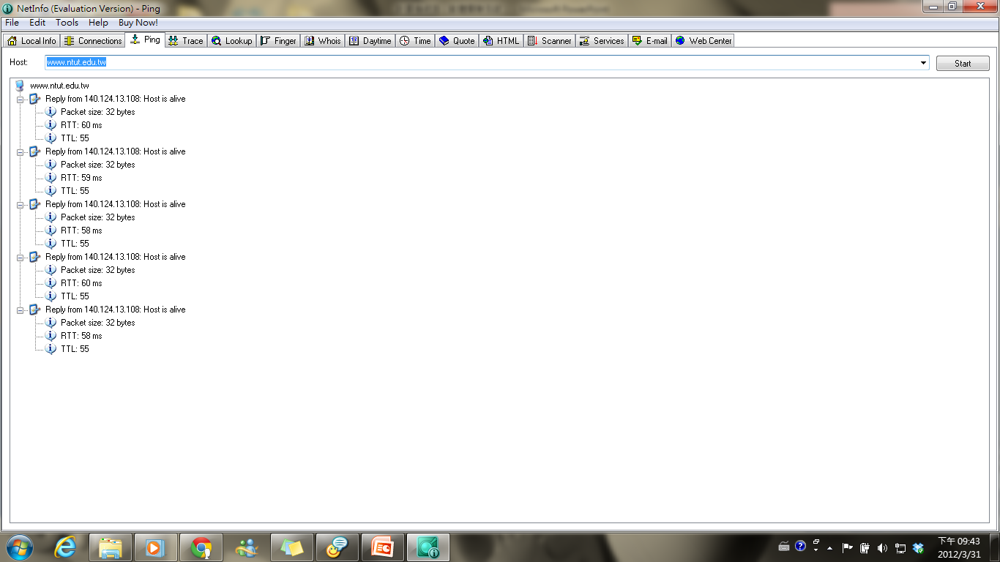 NetInfo (Evaluation Version) - Ping
File Edit Tools Help Buy Now!
Local Info Connections Ping Trace Lookup Finger Whois Daytime Time Quote HTML Scanner Services E-mail Web Center
Host: www.ntut.edu.tw Start
www.ntut.edu.tw
Reply from 140.124.13.108: Host is alive
Packet size: 32 bytes
RTT: 60 ms
TTL: 55
Reply from 140.124.13.108: Host is alive
Packet size: 32 bytes
RTT: 59 ms
TTL: 55
Reply from 140.124.13.108: Host is alive
Packet size: 32 bytes
RTT: 58 ms
TTL: 55
Reply from 140.124.13.108: Host is alive
Packet size: 32 bytes
RTT: 60 ms
TTL: 55
Reply from 140.124.13.108: Host is alive
Packet size: 32 bytes
RTT: 58 ms
TTL: 55
下午 09:43
2012/3/31